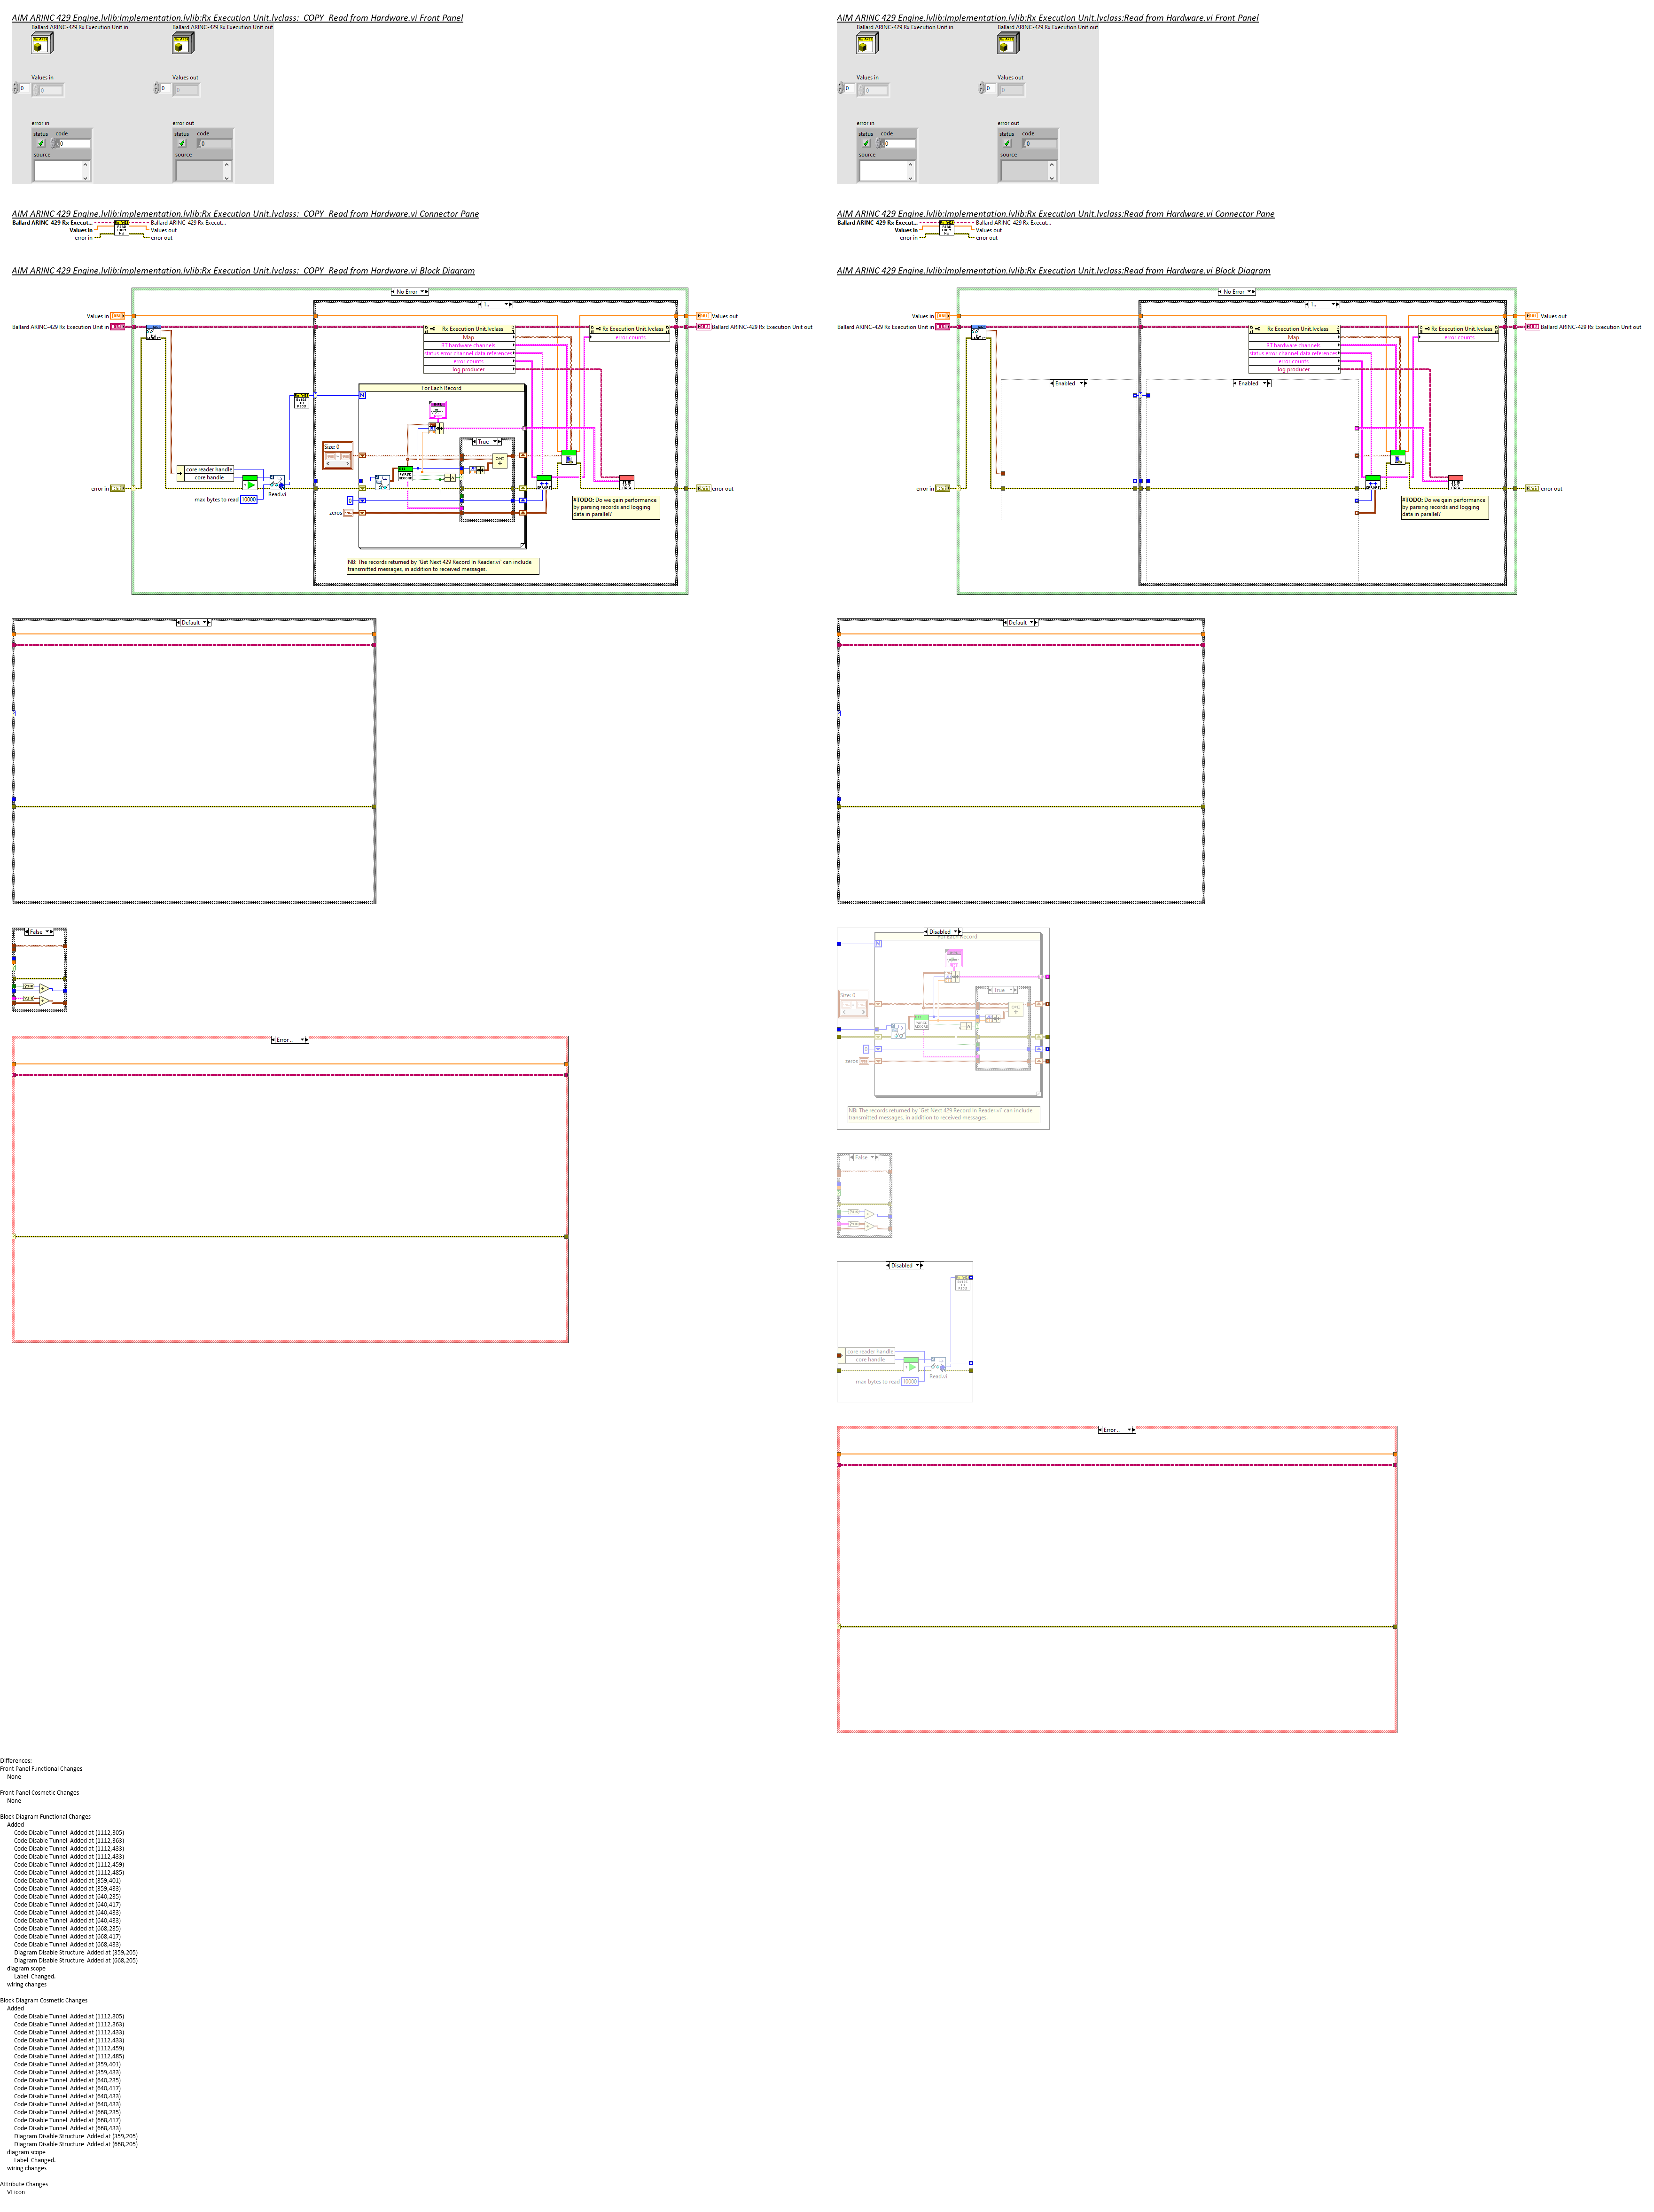 AIM ARINC 429 Engine.lvlib:Implementation.lvlib:Rx Execution Unit.lvclass:_COPY_Read from Hardware.vi Front Panel
Ballard ARINC-429 Rx Execution Unit in
Ballard ARINC-429 Rx Execution Unit out
Values in
Values out
0
0
0
0
error in
error out
status code
status code
0
0
source
source
AIM ARINC 429 Engine.lvlib:Implementation.lvlib:Rx Execution Unit.lvclass:_COPY_Read from Hardware.vi Connector Pane
Ballard ARINC-429 Rx Execut...
Ballard ARINC-429 Rx Execut...
Values in
Values out
error in
error out
AIM ARINC 429 Engine.lvlib:Implementation.lvlib:Rx Execution Unit.lvclass:_COPY_Read from Hardware.vi Block Diagram
No Error
1..
Values in
Values out
Ballard ARINC-429 Rx Execution Unit in
Ballard ARINC-429 Rx Execution Unit out
Rx Execution Unit.lvclass
Rx Execution Unit.lvclass
Map
error counts
RT hardware channels
status error channel data references
error counts
log producer
For Each Record
N
True
Size: 0
core reader handle
core handle
Read.vi
max bytes to read
10000
error in
error out
zeros
#TODO: Do we gain performance
by parsing records and logging
data in parallel?
NB: The records returned by 'Get Next 429 Record In Reader.vi' can include
transmitted messages, in addition to received messages.
Default
False
Error ..
AIM ARINC 429 Engine.lvlib:Implementation.lvlib:Rx Execution Unit.lvclass:Read from Hardware.vi Front Panel
Ballard ARINC-429 Rx Execution Unit in
Ballard ARINC-429 Rx Execution Unit out
Values in
Values out
0
0
0
0
error in
error out
status code
status code
0
0
source
source
AIM ARINC 429 Engine.lvlib:Implementation.lvlib:Rx Execution Unit.lvclass:Read from Hardware.vi Connector Pane
Ballard ARINC-429 Rx Execut...
Ballard ARINC-429 Rx Execut...
Values in
Values out
error in
error out
AIM ARINC 429 Engine.lvlib:Implementation.lvlib:Rx Execution Unit.lvclass:Read from Hardware.vi Block Diagram
No Error
1..
Values in
Values out
Ballard ARINC-429 Rx Execution Unit in
Ballard ARINC-429 Rx Execution Unit out
Rx Execution Unit.lvclass
Rx Execution Unit.lvclass
Map
error counts
RT hardware channels
status error channel data references
error counts
log producer
Enabled
Enabled
error in
error out
#TODO: Do we gain performance
by parsing records and logging
data in parallel?
Default
Disabled
For Each Record
N
True
Size: 0
zeros
NB: The records returned by 'Get Next 429 Record In Reader.vi' can include
transmitted messages, in addition to received messages.
False
Disabled
core reader handle
core handle
Read.vi
max bytes to read
10000
Error ..
Differences:
Front Panel Functional Changes
None
Front Panel Cosmetic Changes
None
Block Diagram Functional Changes
Added
Code Disable Tunnel Added at (1112,305)
Code Disable Tunnel Added at (1112,363)
Code Disable Tunnel Added at (1112,433)
Code Disable Tunnel Added at (1112,433)
Code Disable Tunnel Added at (1112,459)
Code Disable Tunnel Added at (1112,485)
Code Disable Tunnel Added at (359,401)
Code Disable Tunnel Added at (359,433)
Code Disable Tunnel Added at (640,235)
Code Disable Tunnel Added at (640,417)
Code Disable Tunnel Added at (640,433)
Code Disable Tunnel Added at (640,433)
Code Disable Tunnel Added at (668,235)
Code Disable Tunnel Added at (668,417)
Code Disable Tunnel Added at (668,433)
Diagram Disable Structure Added at (359,205)
Diagram Disable Structure Added at (668,205)
diagram scope
Label Changed.
wiring changes
Block Diagram Cosmetic Changes
Added
Code Disable Tunnel Added at (1112,305)
Code Disable Tunnel Added at (1112,363)
Code Disable Tunnel Added at (1112,433)
Code Disable Tunnel Added at (1112,433)
Code Disable Tunnel Added at (1112,459)
Code Disable Tunnel Added at (1112,485)
Code Disable Tunnel Added at (359,401)
Code Disable Tunnel Added at (359,433)
Code Disable Tunnel Added at (640,235)
Code Disable Tunnel Added at (640,417)
Code Disable Tunnel Added at (640,433)
Code Disable Tunnel Added at (640,433)
Code Disable Tunnel Added at (668,235)
Code Disable Tunnel Added at (668,417)
Code Disable Tunnel Added at (668,433)
Diagram Disable Structure Added at (359,205)
Diagram Disable Structure Added at (668,205)
diagram scope
Label Changed.
wiring changes
Attribute Changes
VI icon